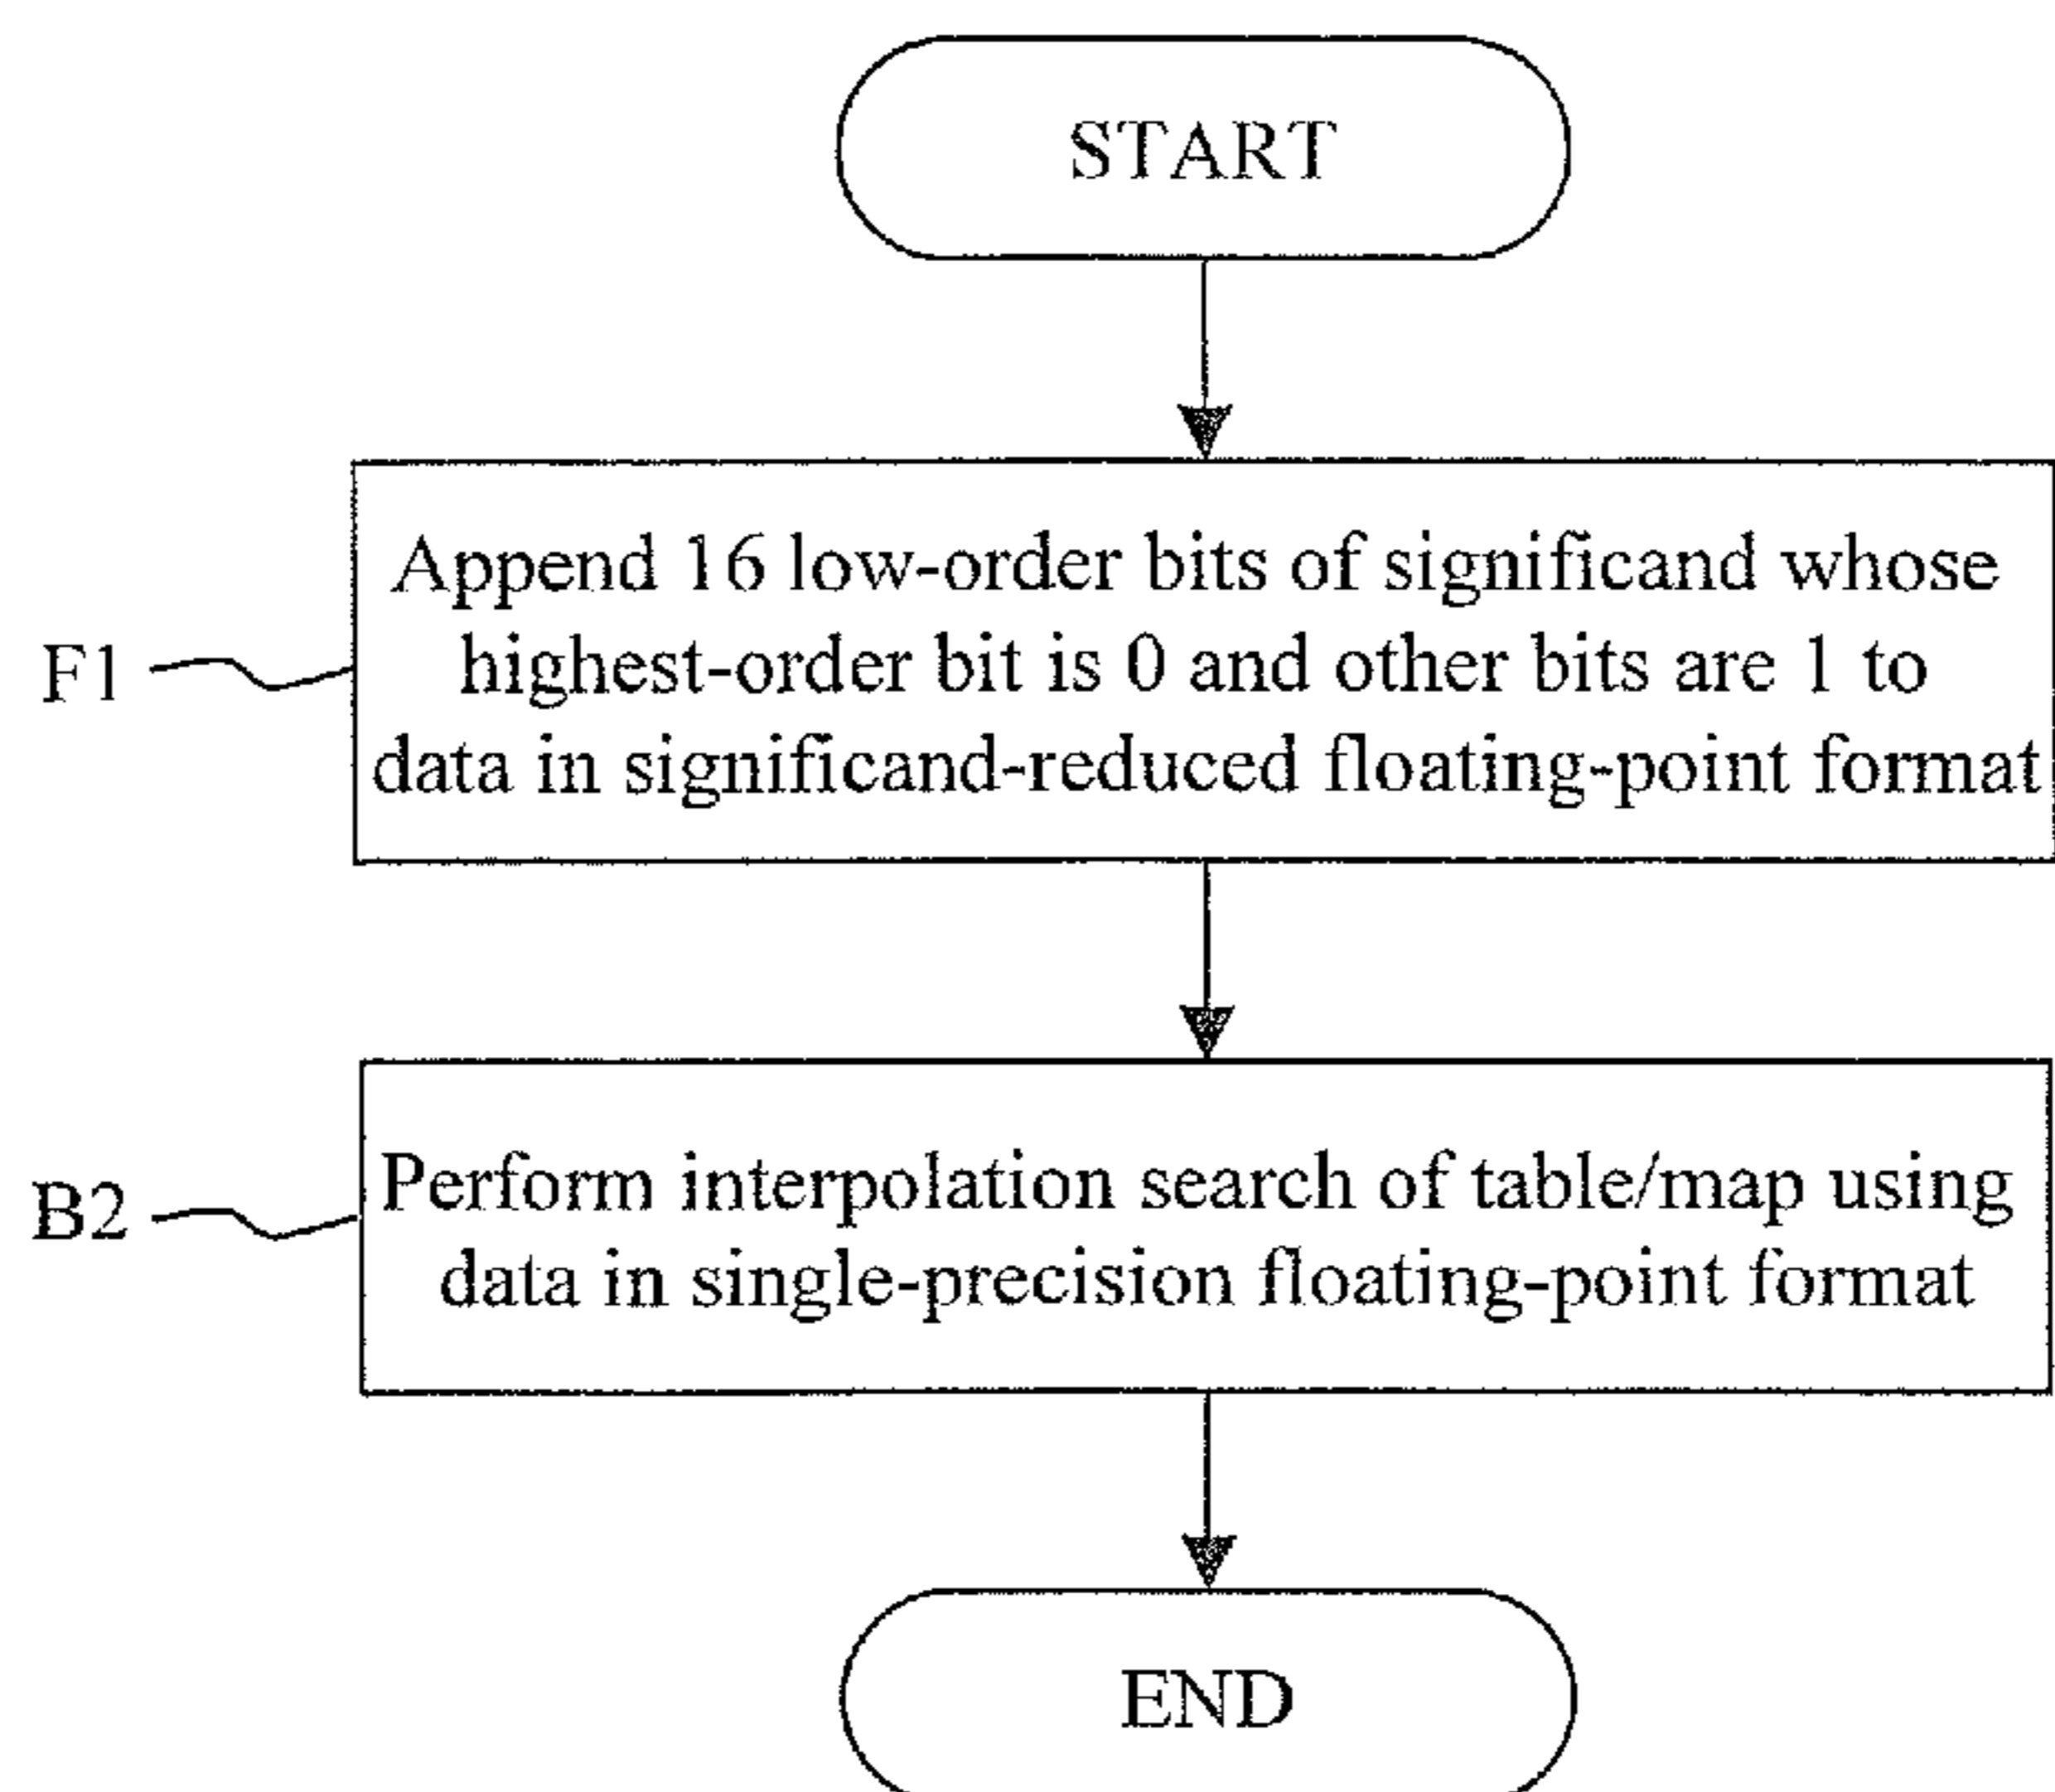 START
Append 16 low-order bits of significand whose
F1
highest-order bit is 0 and other bits are 1 to
data in significand-reduced floating-point format
Perform interpolation search of table/map using
B2
data in single-precision floating-point format
END